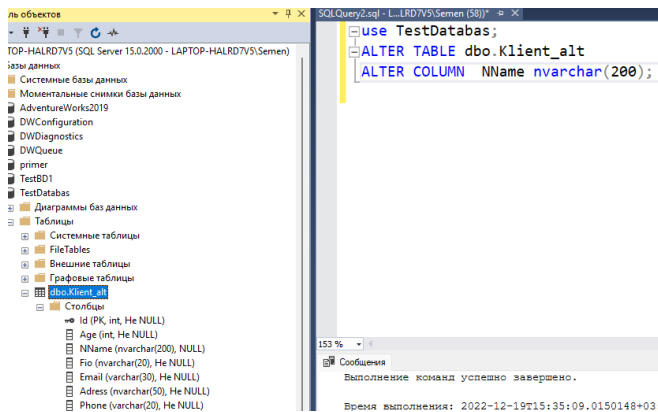 ль объектов
SQLQuery2.sql - L...LRD7V5\Semen (58))*
TOP-HALRD7V5 (SQL Server 15.0.2000 - LAPTOP-HALRD7V5\Semen)
Базы данных
Системные базы данных
Моментальные снимки базы данных
AdventureWorks2019
DWConfiguration
DWDiagnostics
DWQueue
primer
TestBD1
TestDatabas
Диаграммы баз данных
Таблицы
Системные таблицы
FileTables
Внешние таблицы
Графовые таблицы
dbo.Klient_alt
Столбцы
Id (PK, int, Не NULL)
Age (int, Не NULL)
NName (nvarchar(200), NULL)
Fio (nvarchar(20), Не NULL)
Email (varchar(30), Не NULL)
Adress (nvarchar(50), Не NULL)
Phone (varchar(20), Не NULL)
use TestDatabas;
ALTER TABLE dbo.Klient_alt
ALTER COLUMN  NName nvarchar(200);
153 %
Сообщения
Выполнение команд успешно завершено.
Время выполнения: 2022-12-19T15:35:09.0150148+03